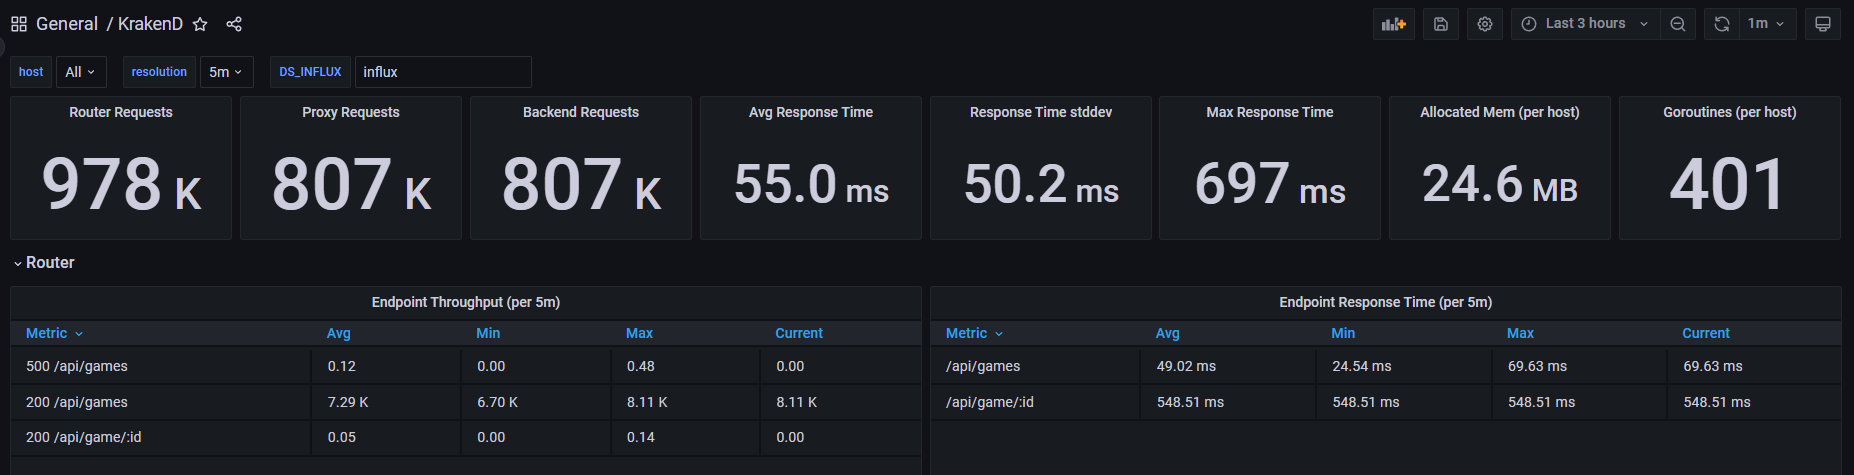 General / KrakenD
Last 3 hours
1m
host All resolution 5m DS_INFLUX influx
Router Requests
978 K
Proxy Requests
807 K
Backend Requests
807 K
Avg Response Time
55.0 ms
Response Time stddev
50.2 ms
Max Response Time
697 ms
Allocated Mem (per host)
24.6 MB
Goroutines (per host)
401
Router
Endpoint Throughput (per 5m)
Metric Avg Min Max Current
500 /api/games 0.12 0.00 0.48 0.00
200 /api/games 7.29 K 6.70 K 8.11 K 8.11 K
200 /api/game/:id 0.05 0.00 0.14 0.00
Endpoint Response Time (per 5m)
Metric Avg Min Max Current
/api/games 49.02 ms 24.54 ms 69.63 ms 69.63 ms
/api/game/:id 548.51 ms 548.51 ms 548.51 ms 548.51 ms